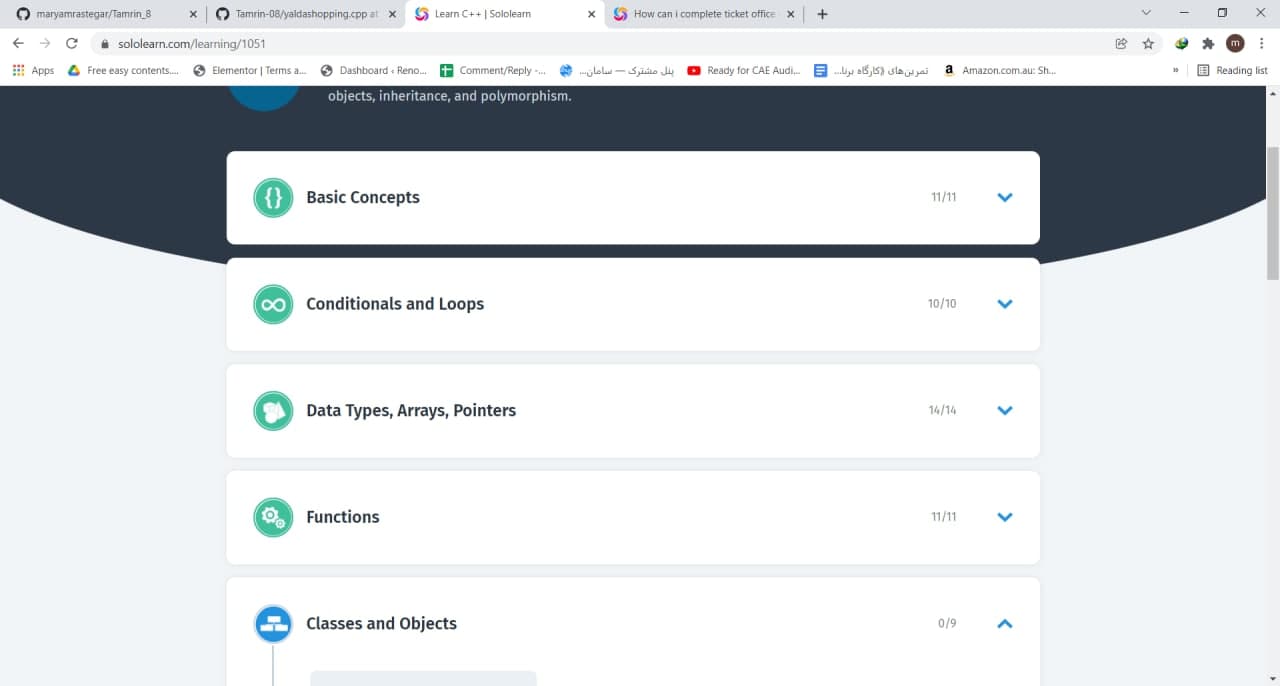 maryamrastegar/Tamrin_8
Tamrin-08/yaldashopping.cpp at
Learn C++ | Sololearn
How can i complete ticket office
sololearn.com/learning/1051
m
Apps
Free easy contents....
Elementor | Terms a...
Dashboard ‹ Reno...
Comment/Reply -...
پنل مشترک — سامان...
Ready for CAE Audi...
تمرین‌های ((کارگاه برنا...
Amazon.com.au: Sh...
»
Reading list
objects, inheritance, and polymorphism.
Basic Concepts
11/11
Conditionals and Loops
10/10
Data Types, Arrays, Pointers
14/14
Functions
11/11
Classes and Objects
0/9